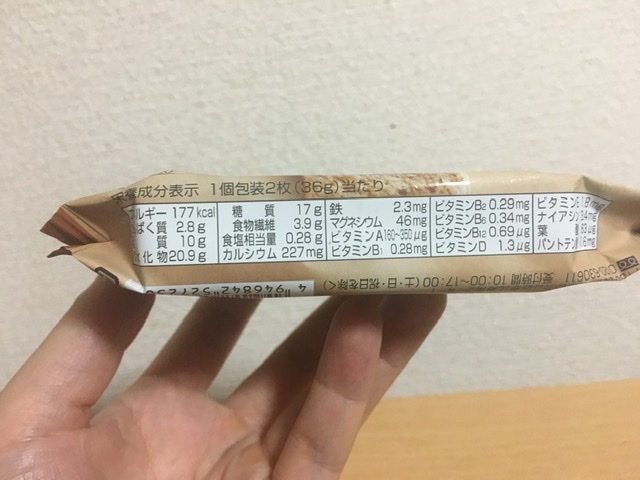 栄養成分表示 1個包装2枚(36g)当たり
ルギー 177kcal
ぱく質 2.8g
質 10g
化物 20.9g
糖質 17g
食物繊維 3.9g
食塩相当量 0.28g
カルシウム 227mg
鉄 2.3mg
マグネシウム 46mg
ビタミンA 160~350μg
ビタミンB1 0.28mg
ビタミンB2 0.29mg
ビタミンB6 0.34mg
ビタミンB12 0.69μg
ビタミンD 1.3μg
ビタミン
ナイアシン
葉
パントテン
4 946842
受付時間 10:00~17:00(土・日・祝日を除く)